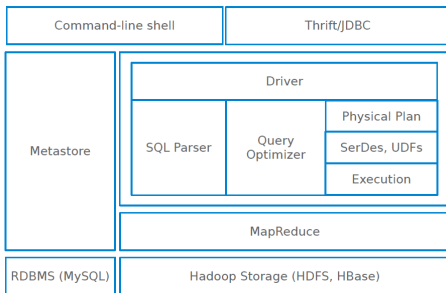 Command-line shell
Thrift/JDBC
Metastore
Driver
SQL Parser
Query
Optimizer
Physical Plan
SerDes, UDFs
Execution
MapReduce
RDBMS (MySQL)
Hadoop Storage (HDFS, HBase)